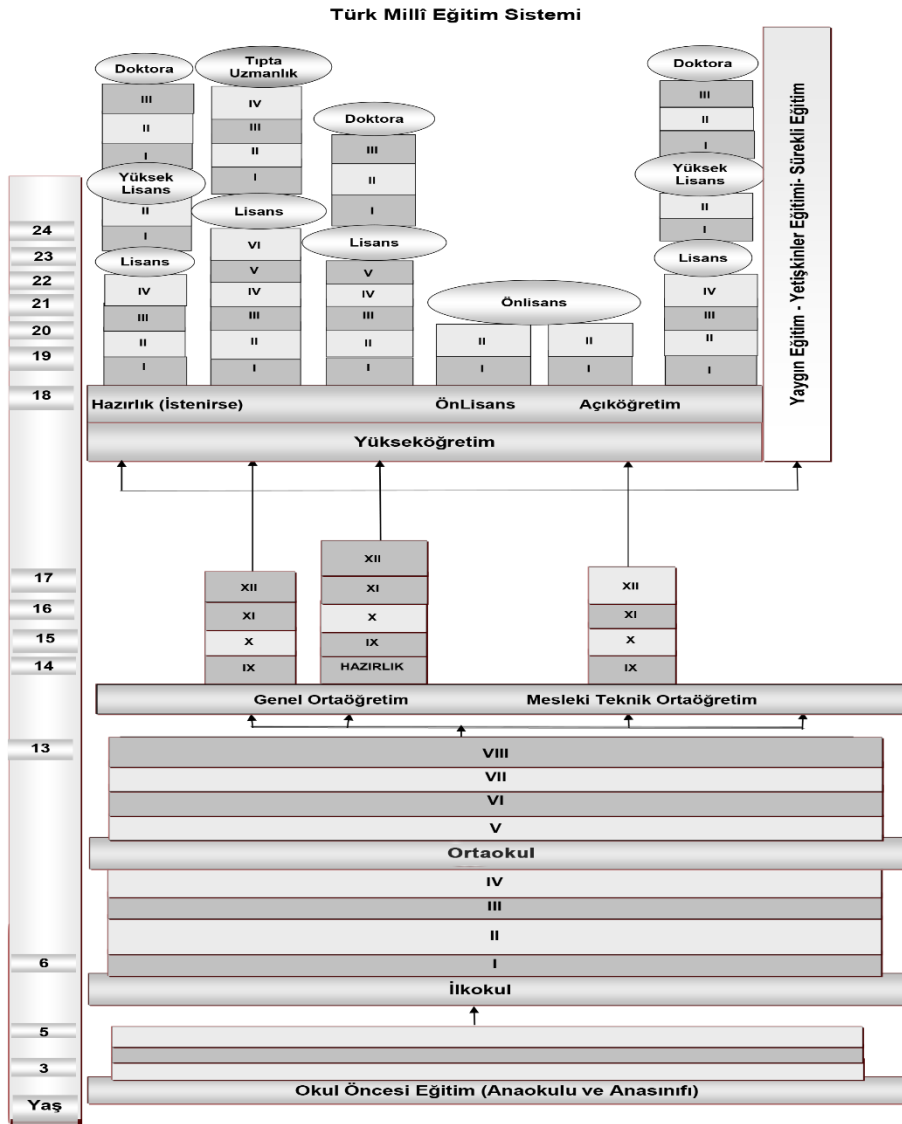 Türk Millî Eğitim Sistemi
Doktora
III
II
I
Yüksek
Lisans
II
I
Lisans
IV
III
II
I
Tıpta
Uzmanlık
IV
III
II
I
Lisans
VI
V
IV
III
II
I
Doktora
III
II
I
Lisans
V
IV
III
II
I
Önlisans
II
I
II
I
Doktora
III
II
I
Yüksek
Lisans
II
I
Lisans
IV
III
II
I
Yaygın Eğitim - Yetişkinler Eğitimi- Sürekli Eğitim
24
23
22
21
20
19
18
Hazırlık (İstenirse) ÖnLisans Açıköğretim
Yükseköğretim
17
16
15
14
XII
XI
X
IX
XII
XI
X
IX
HAZIRLIK
XII
XI
X
IX
Genel Ortaöğretim Mesleki Teknik Ortaöğretim
13
VIII
VII
VI
V
Ortaokul
IV
III
II
6
I
İlkokul
5
3
Yaş
Okul Öncesi Eğitim (Anaokulu ve Anasınıfı)